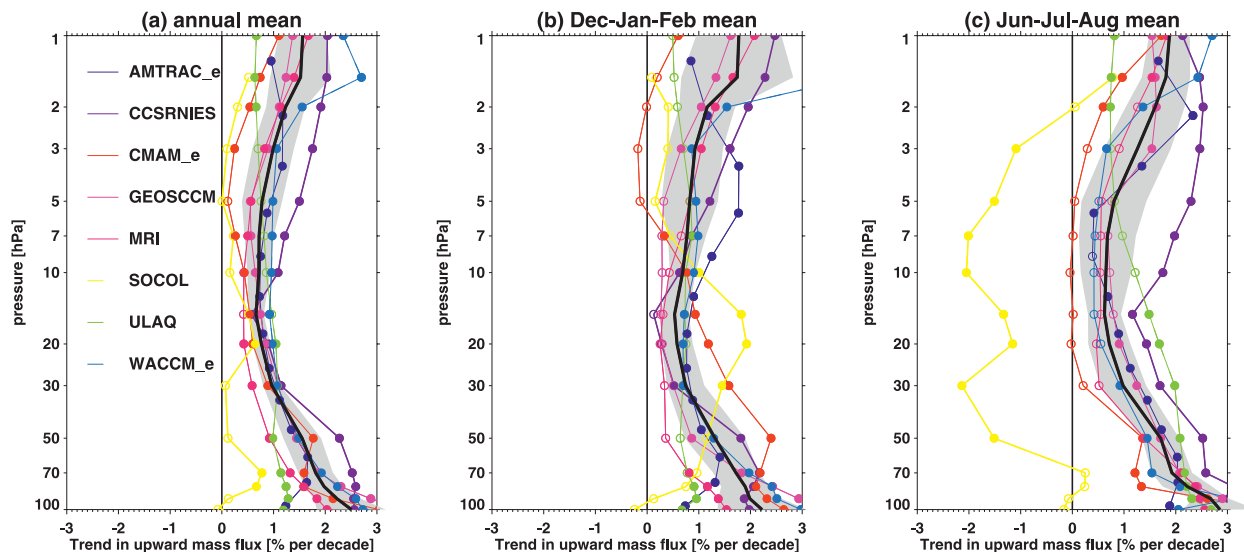 (a) annual mean
(b) Dec-Jan-Feb mean
(c) Jun-Jul-Aug mean
1
2
3
5
7
10
20
30
50
70
100
pressure [hPa]
AMTRAC_e
CCSRNIES
CMAM_e
GEOSCCM
MRI
SOCOL
ULAQ
WACCM_e
-3 -2 -1 0 1 2 3
Trend in upward mass flux [% per decade]
1
2
3
5
7
10
20
30
50
70
100
pressure [hPa]
-3 -2 -1 0 1 2 3
Trend in upward mass flux [% per decade]
1
2
3
5
7
10
20
30
50
70
100
pressure [hPa]
-3 -2 -1 0 1 2 3
Trend in upward mass flux [% per decade]